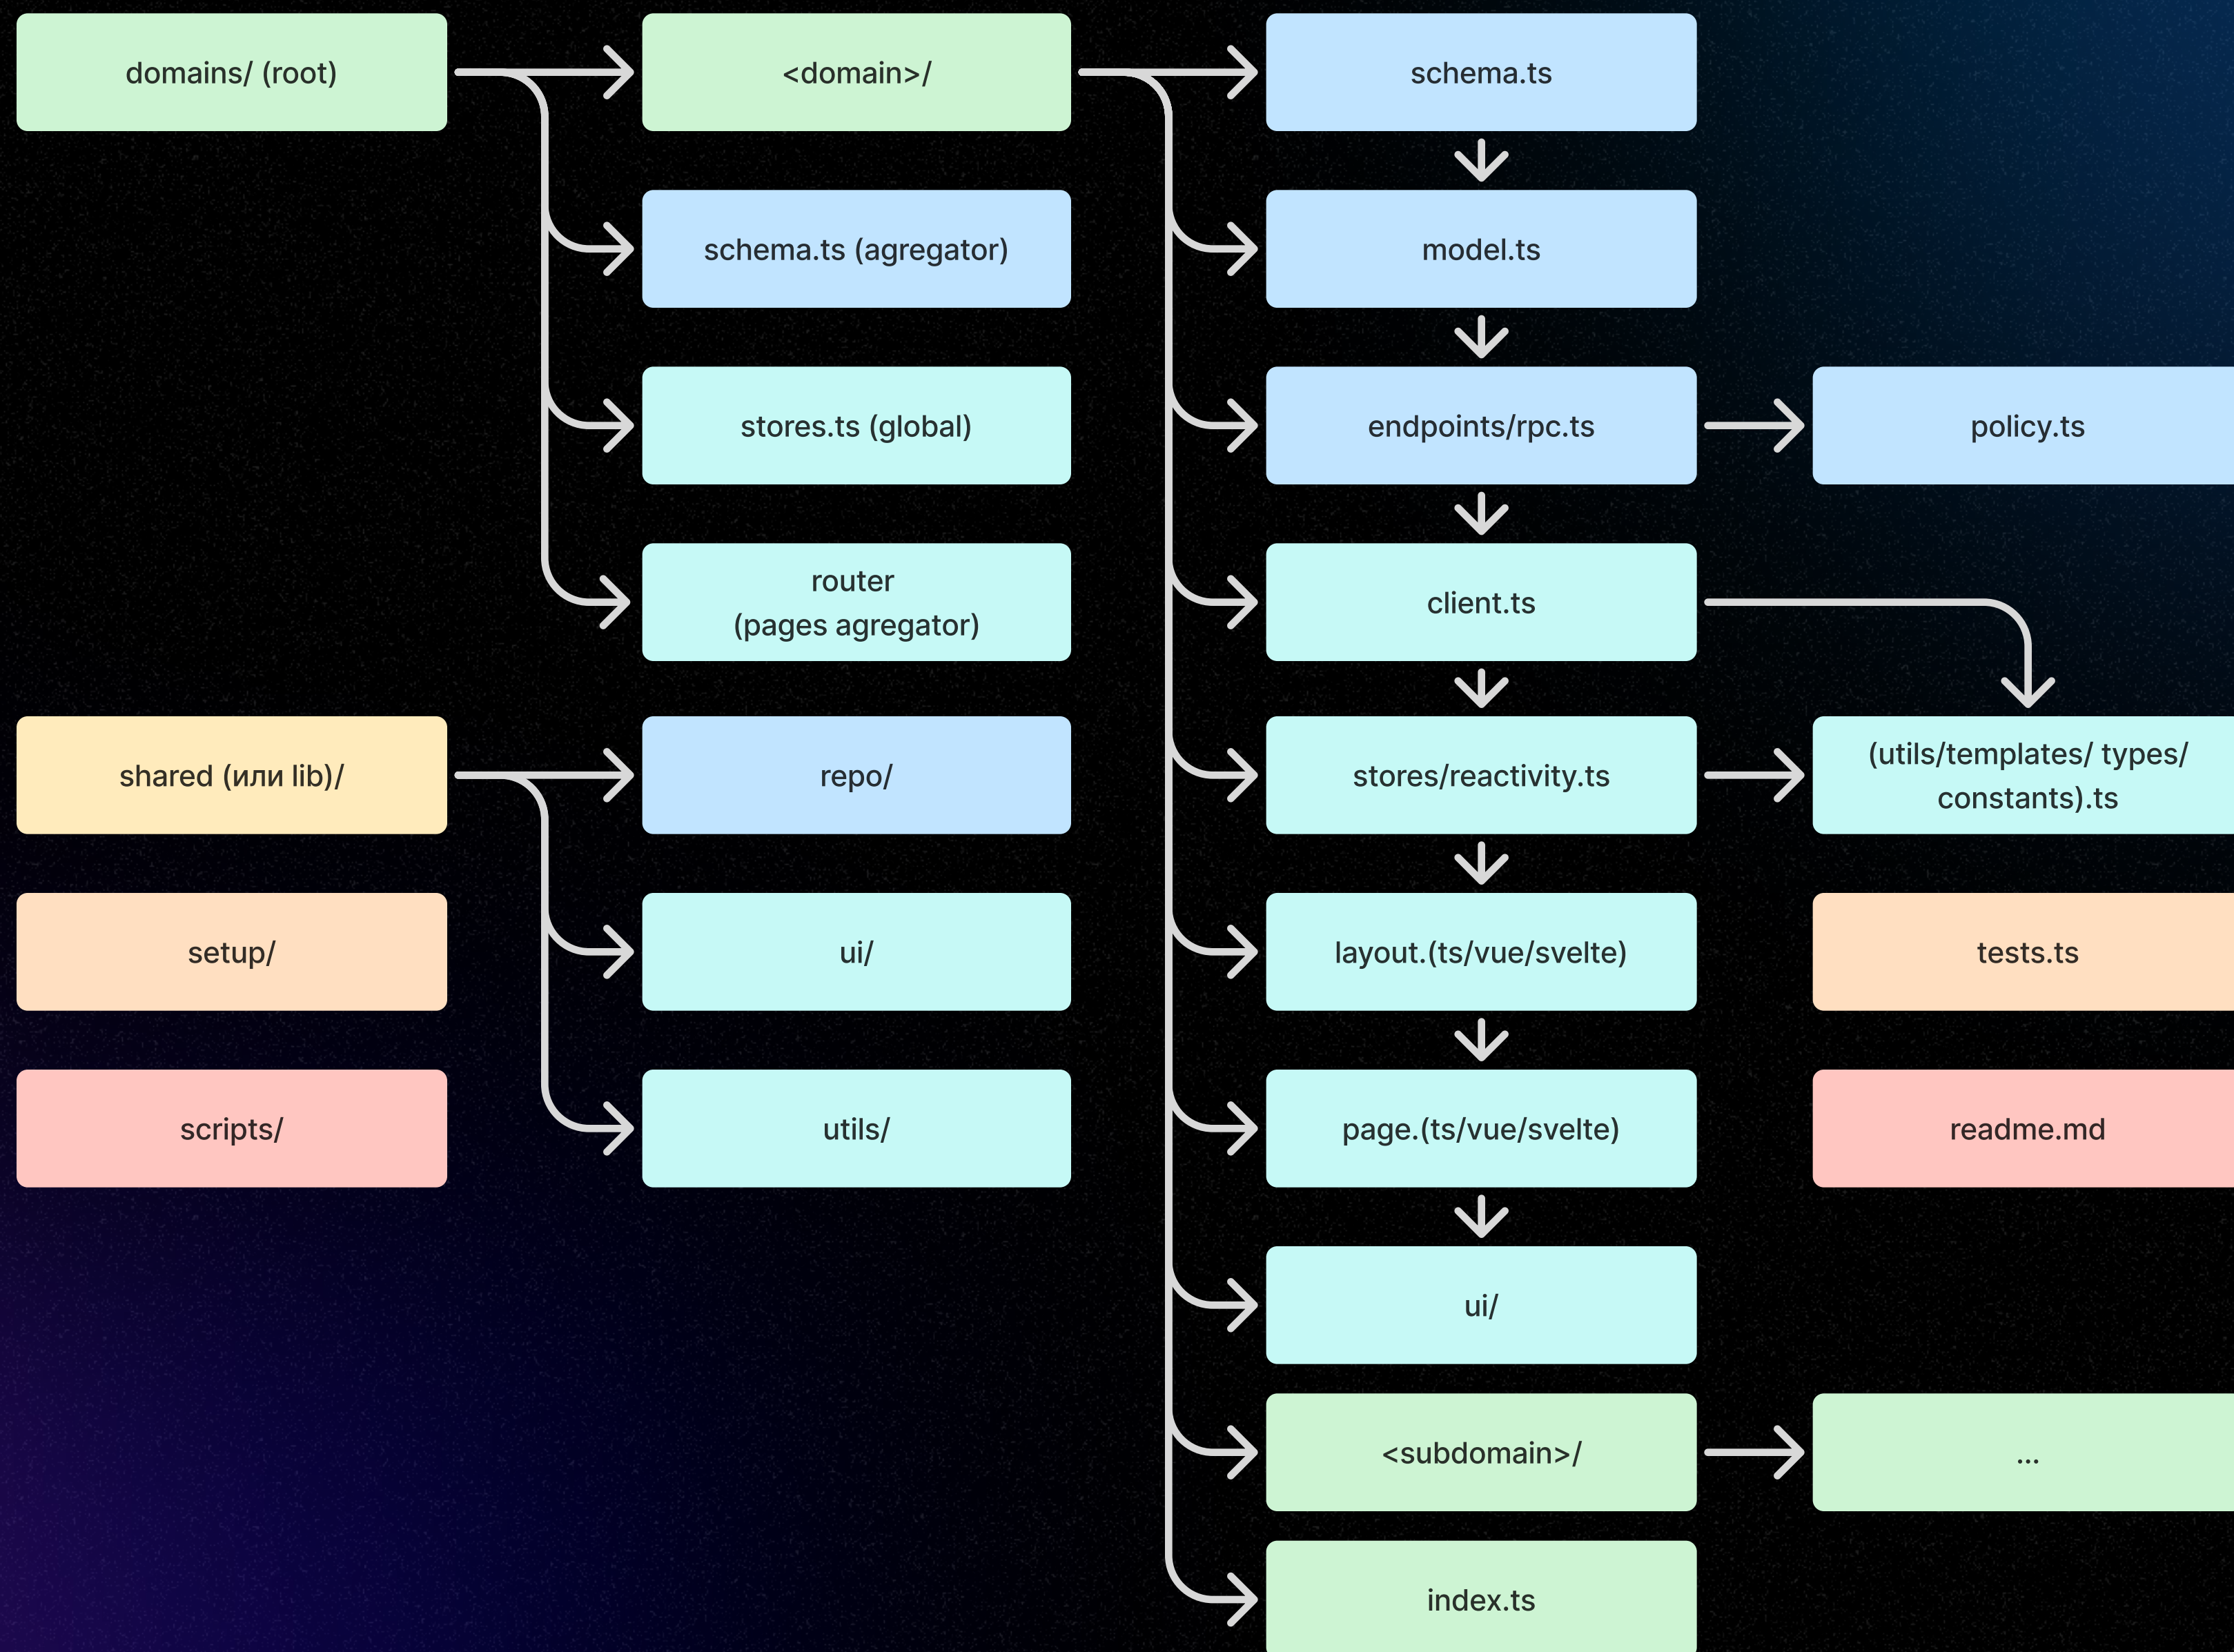 domains/ (root)
<domain>/
schema.ts
schema.ts (agregator)
model.ts
stores.ts (global)
endpoints/rpc.ts
policy.ts
router
(pages agregator)
client.ts
shared (или lib)/
repo/
stores/reactivity.ts
(utils/templates/ types/
constants).ts
setup/
ui/
layout.(ts/vue/svelte)
tests.ts
scripts/
utils/
page.(ts/vue/svelte)
readme.md
ui/
<subdomain>/
...
index.ts